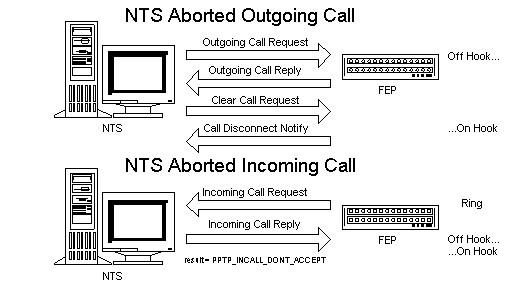 NTS Aborted Outgoing Call
Outgoing Call Request
Off Hook...
Outgoing Call Reply
FEP
Clear Call Request
NTS
Call Disconnect Notify
...On Hook
NTS Aborted Incoming Call
Incoming Call Request
Ring
Incoming Call Reply
FEP
Off Hook...
...On Hook
result= PPTP_INCALL_DONT_ACCEPT
NTS